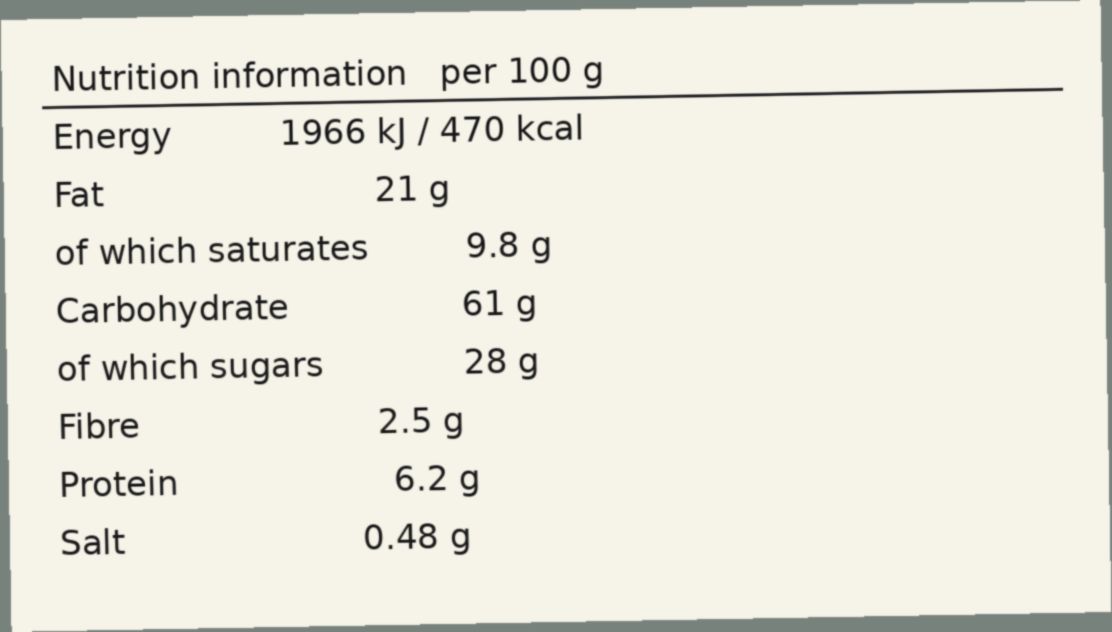 Nutrition information per 100 g
Energy 1966 kJ / 470 kcal
Fat 21 g
of which saturates 9.8 g
Carbohydrate 61 g
of which sugars 28 g
Fibre 2.5 g
Protein 6.2 g
Salt 0.48 g